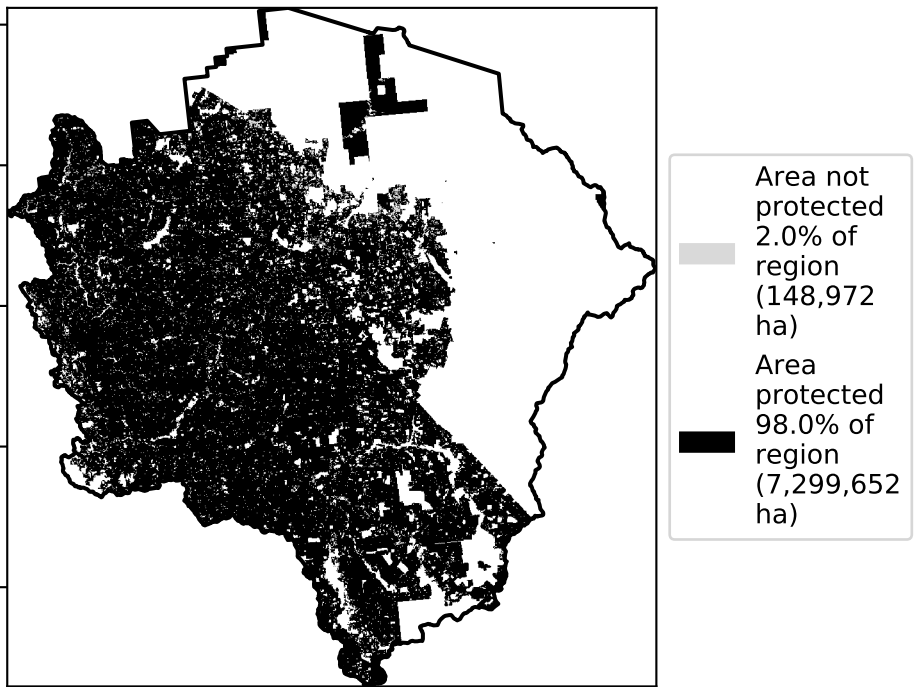 Area not
protected
2.0% of
region
(148,972
ha)
Area
protected
98.0% of
region
(7,299,652
ha)